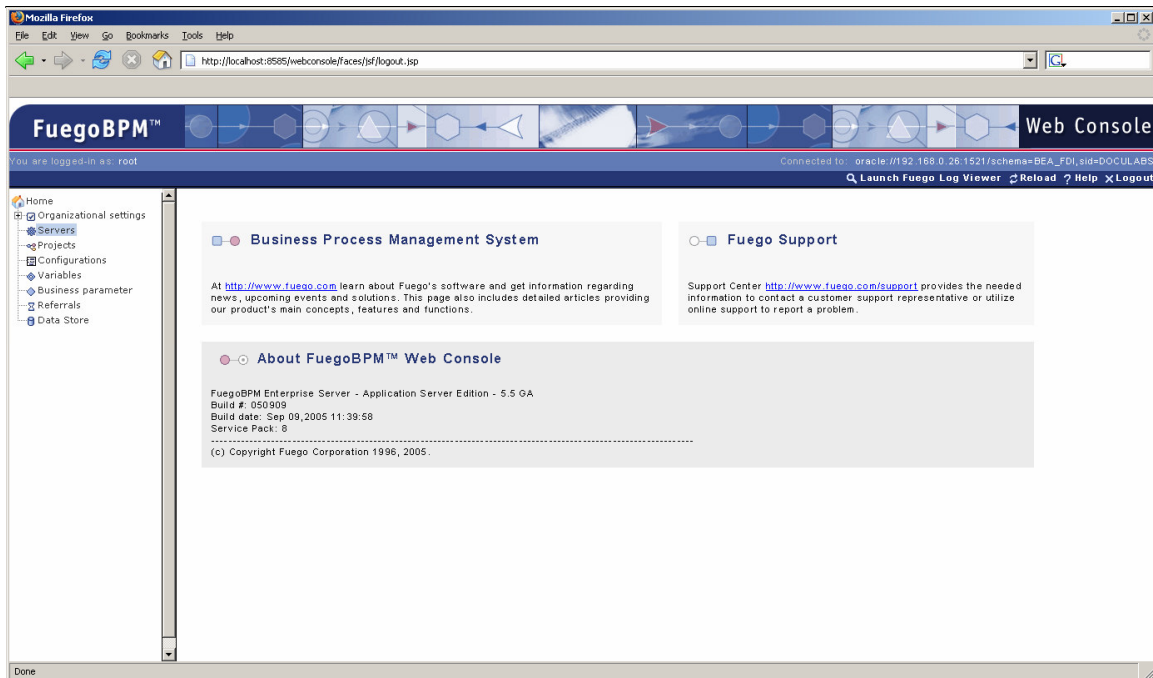 Mozilla Firefox
File Edit View Go Bookmarks Tools Help
http://localhost:8585/webconsole/faces/jsf/logout.jsp
G
FuegoBPM™
Web Console
You are logged-in as: root
Connected to: oracle://192.168.0.26:1521/schema=BEA_FDI,sid=DOCULABS
Launch Fuego Log Viewer Reload ? Help X Logout
Home
Organizational settings
Servers
Projects
Configurations
Variables
Business parameter
Referrals
Data Store
Business Process Management System
At http://www.fuego.com learn about Fuego's software and get information regarding
news, upcoming events and solutions. This page also includes detailed articles providing
our product's main concepts, features and functions.
Fuego Support
Support Center http://www.fuego.com/support provides the needed
information to contact a customer support representative or utilize
online support to report a problem.
About FuegoBPM™ Web Console
FuegoBPM Enterprise Server - Application Server Edition - 5.5 GA
Build #: 050909
Build date: Sep 09,2005 11:39:58
Service Pack: 8
(c) Copyright Fuego Corporation 1996, 2005.
Done